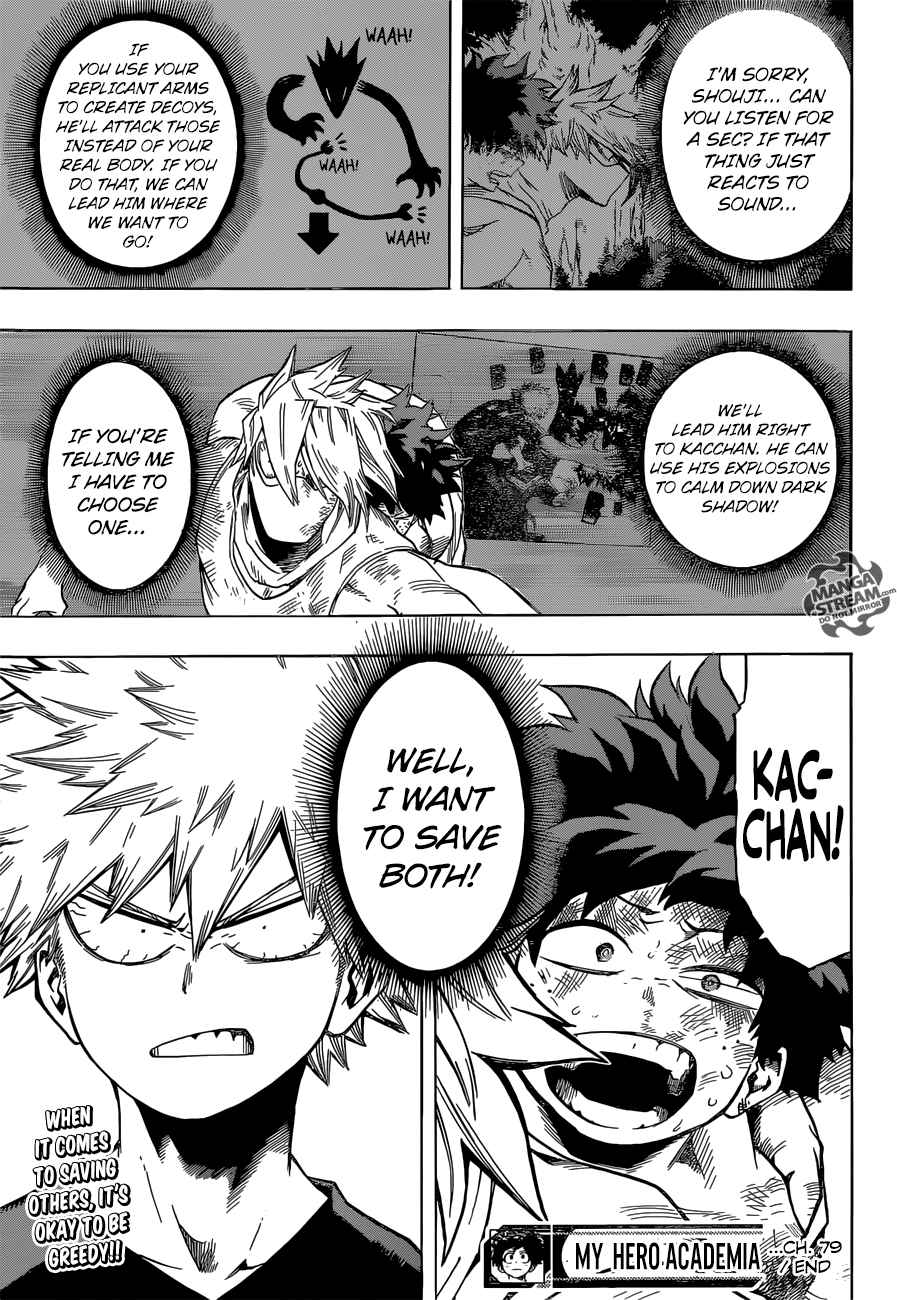 I'M SORRY,
SHOUJI... CAN
YOU LISTEN FOR
A SEC? IF THAT
THING JUST
REACTS TO
SOUND...
IF
YOU USE YOUR
REPLICANT ARMS
TO CREATE DECOYS,
HE'LL ATTACK THOSE
INSTEAD OF YOUR
REAL BODY. IF YOU
DO THAT, WE CAN
LEAD HIM WHERE
WE WANT TO
GO!
WAAH!
WAAH!
WAAH!
WAAH!
WE'LL
LEAD HIM RIGHT
TO KACCHAN. HE CAN
USE HIS EXPLOSIONS
TO CALM DOWN DARK
SHADOW!
B
B
B
B
B
B
B
IF YOU'RE
TELLING ME
I HAVE TO
CHOOSE
ONE...
MANGA
STREAM.com
DO NOT MIRROR
KAC-
CHAN!
WELL,
I WANT
TO SAVE
BOTH!
WHEN
IT COMES
TO SAVING
OTHERS, IT'S
OKAY TO BE
GREEDY!!
MY HERO ACADEMIA
...CH. 79
/ END